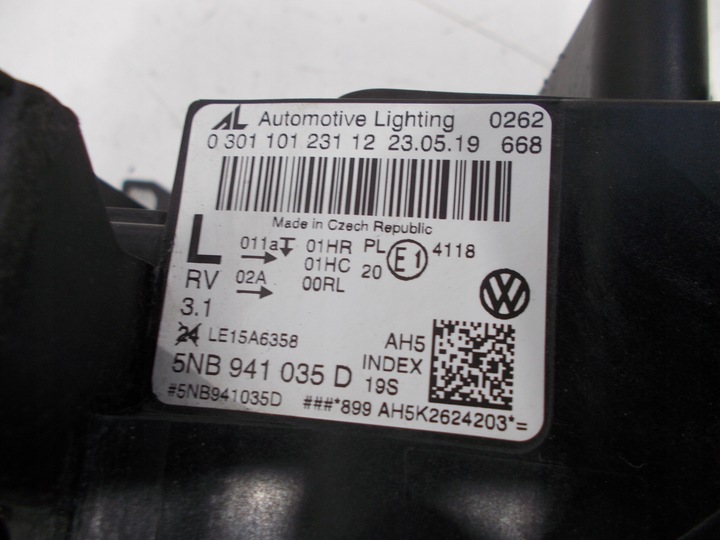 AL Automotive Lighting 0262
0 301 101 231 12 23.05.19 668
Made in Czech Republic
L 011a 01HR PL E1 4118
01HC 20
RV 02A 00RL
3.1
24 LE15A6358 AH5
5NB 941 035 D INDEX 19S
#5NB941035D ###*899 AH5K2624203*=